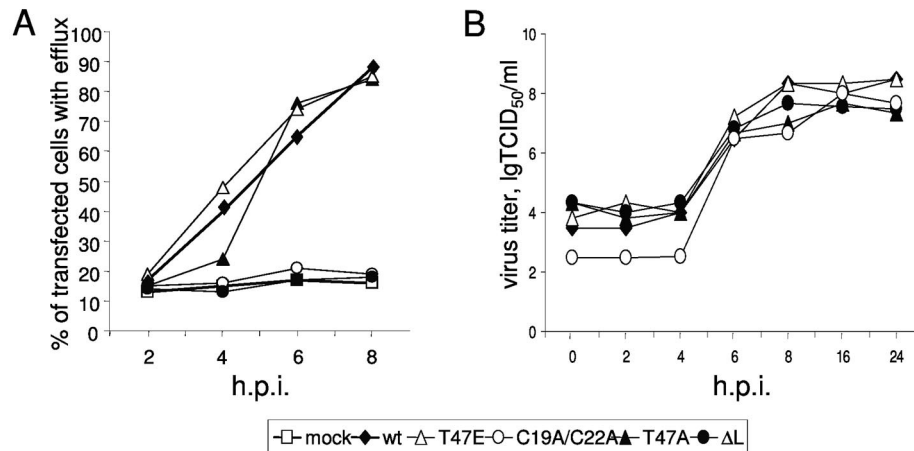 A
% of transfected cells with efflux
100
90
80
70
60
50
40
30
20
10
0
2 4 6 8
h.p.i.
B
virus titer, lgTCID50/ml
10
8
6
4
2
0
0 2 4 6 8 16 24
h.p.i.
mock wt T47E C19A/C22A T47A ΔL